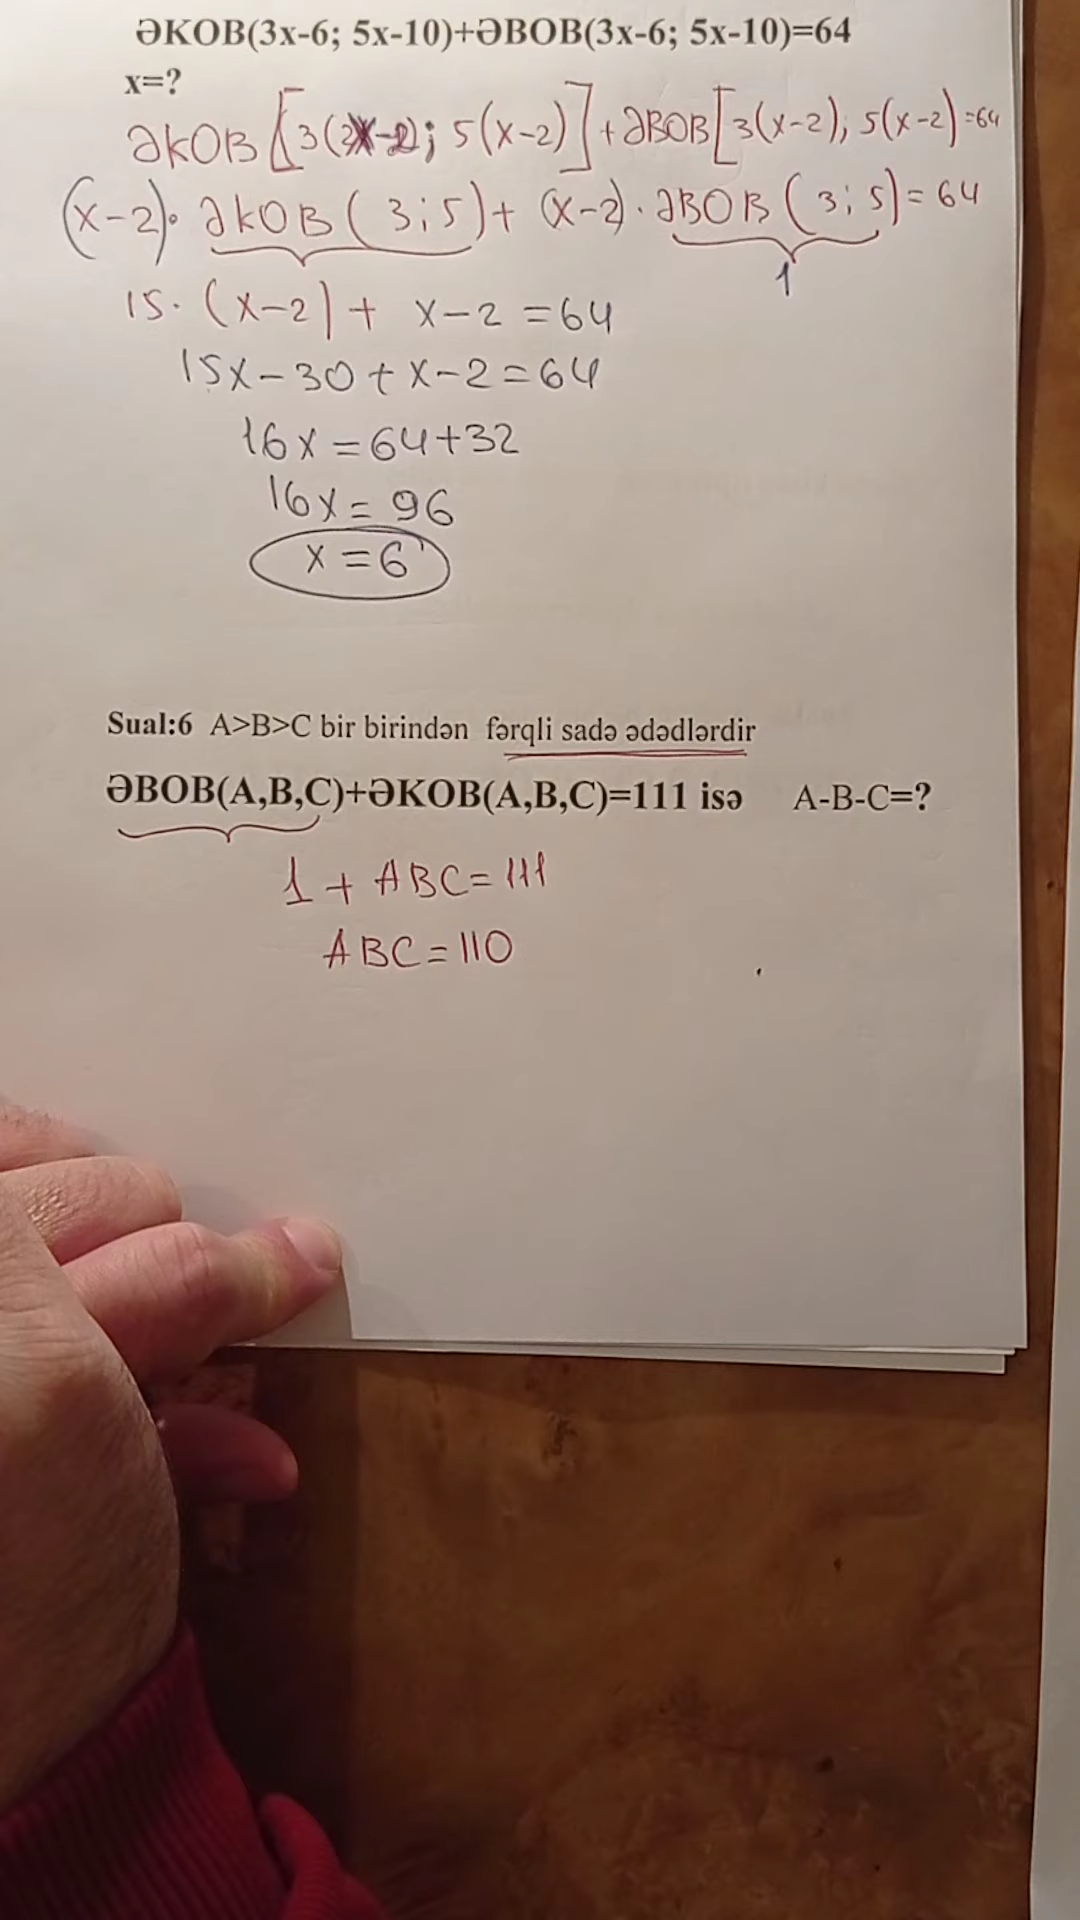 ƏKOB(3x-6; 5x-10)+ƏBOB(3x-6; 5x-10)=64
x=?
ƏKOB[3(x-2); 5(x-2)]+ƏBOB[3(x-2); 5(x-2)=64
(x-2)·ƏKOB(3;5)+(x-2)·ƏBOB(3;5)=64
1
15·(x-2)+x-2=64
15x-30+x-2=64
16x=64+32
16x=96
x=6
Sual:6 A>B>C bir birindən fərqli sadə ədədlərdir
ƏBOB(A,B,C)+ƏKOB(A,B,C)=111 isə A-B-C=?
1+ABC=111
ABC=110